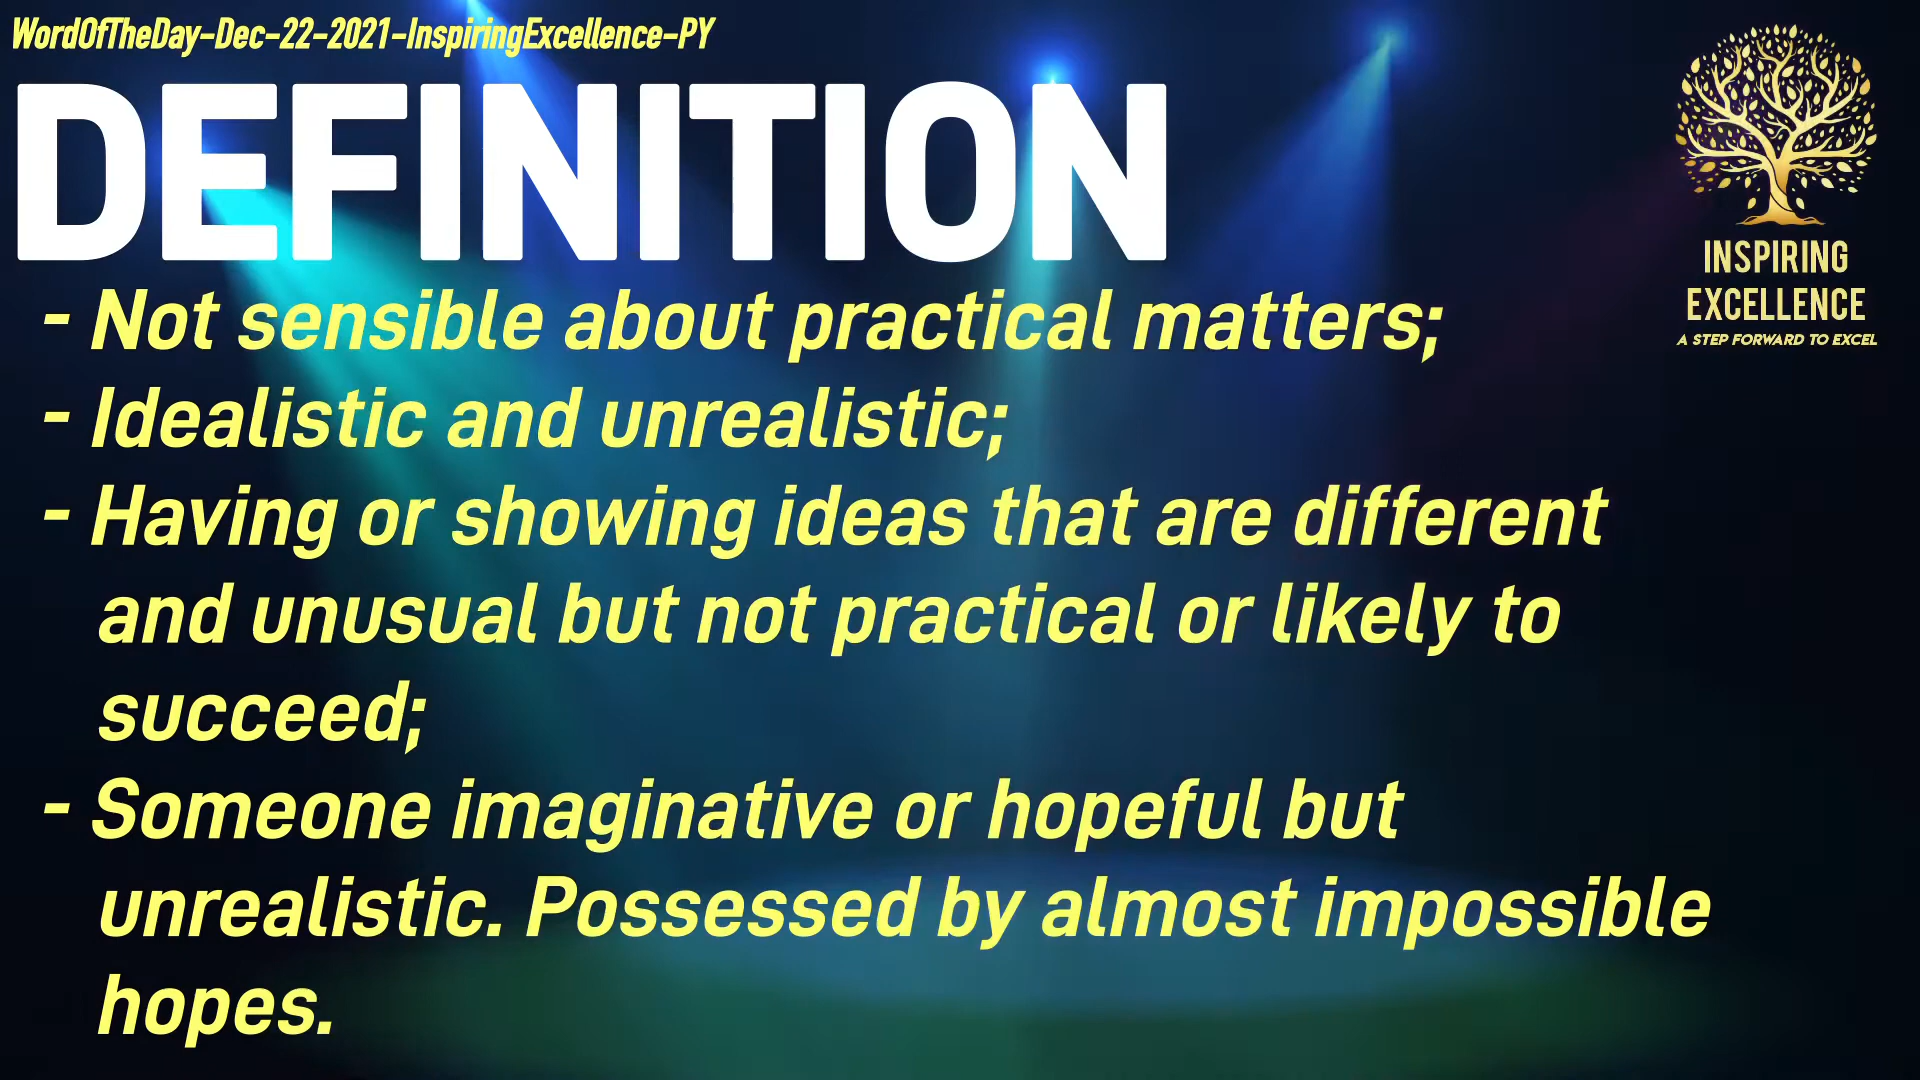 WordOfTheDay-Dec-22-2021-InspiringExcellence-PY
DEFINITION
- Not sensible about practical matters;
- Idealistic and unrealistic;
- Having or showing ideas that are different
and unusual but not practical or likely to
succeed;
- Someone imaginative or hopeful but
unrealistic. Possessed by almost impossible
hopes.
INSPIRING
EXCELLENCE
A STEP FORWARD TO EXCEL